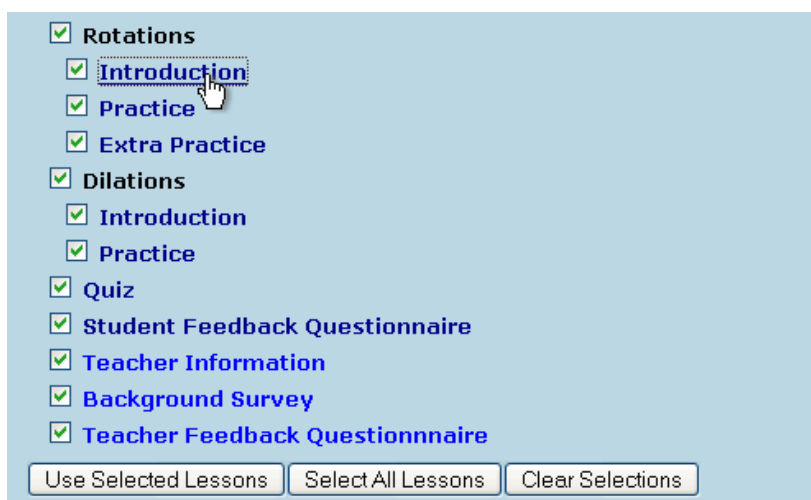 Rotations
Introduction
Practice
Extra Practice
Dilations
Introduction
Practice
Quiz
Student Feedback Questionnaire
Teacher Information
Background Survey
Teacher Feedback Questionnnaire
Use Selected Lessons Select All Lessons Clear Selections